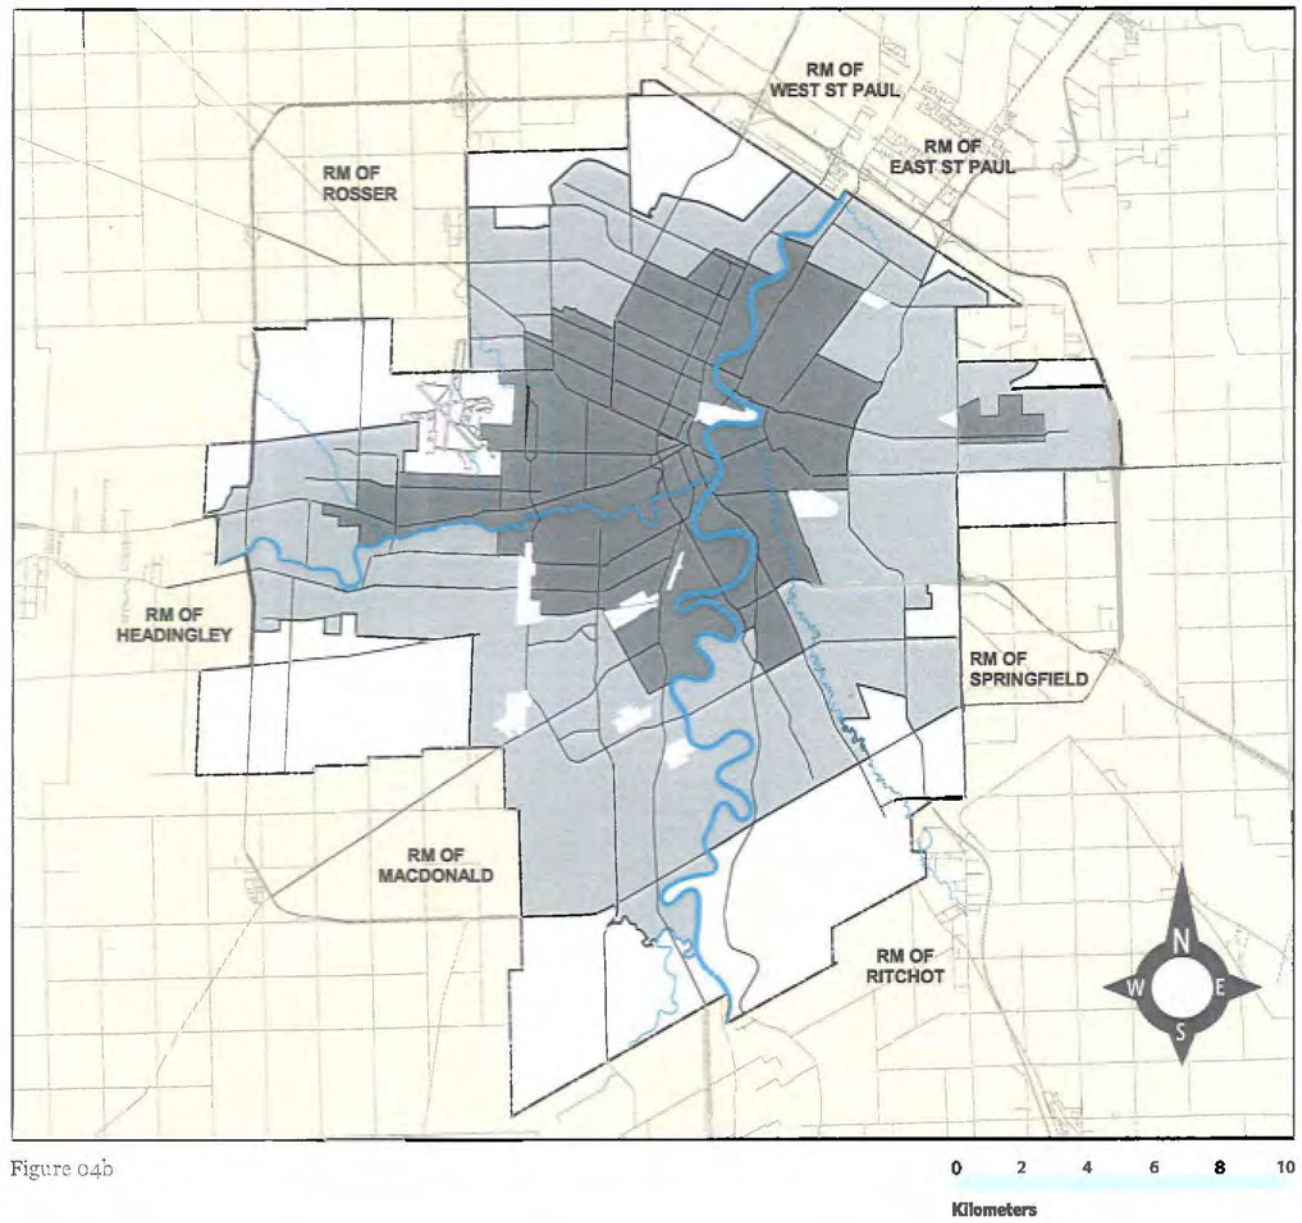 RM OF
WEST ST PAUL
RM OF
EAST ST PAUL
RM OF
ROSSER
RM OF
HEADINGLEY
RM OF
SPRINGFIELD
RM OF
MACDONALD
RM OF
RITCHOT
N
W E
S
Figure 04b
0 2 4 6 8 10
Kilometers